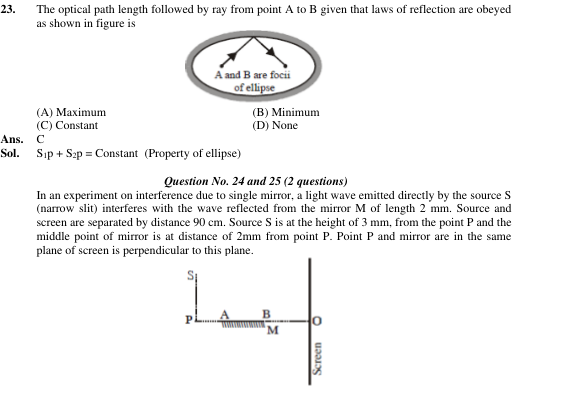 23. The optical path length followed by ray from point A to B given that laws of reflection are obeyed
as shown in figure is
A and B are focii
of ellipse
(A) Maximum (B) Minimum
(C) Constant (D) None
Ans. C
Sol. S₁p + S₂p = Constant (Property of ellipse)
Question No. 24 and 25 (2 questions)
In an experiment on interference due to single mirror, a light wave emitted directly by the source S
(narrow slit) interferes with the wave reflected from the mirror M of length 2 mm. Source and
screen are separated by distance 90 cm. Source S is at the height of 3 mm, from the point P and the
middle point of mirror is at distance of 2mm from point P. Point P and mirror are in the same
plane of screen is perpendicular to this plane.
S
P A B O
M
Screen